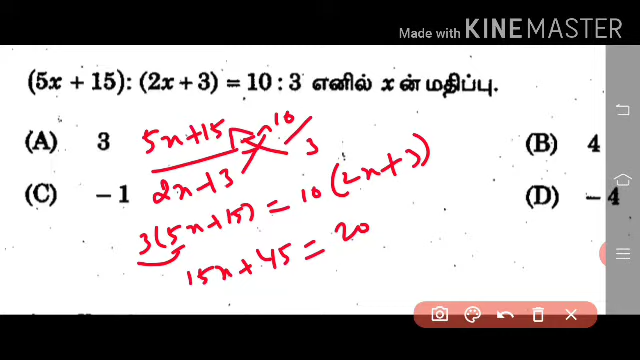 Made with KINEMASTER
(5x + 15): (2x + 3) = 10 : 3 எனில் x ன் மதிப்பு.
(A) 3
(B) 4
(C) – 1
(D) – 4
5x+15 = 10/3
2x+3
3(5x+15) = 10(2x+3)
15x+45 = 20